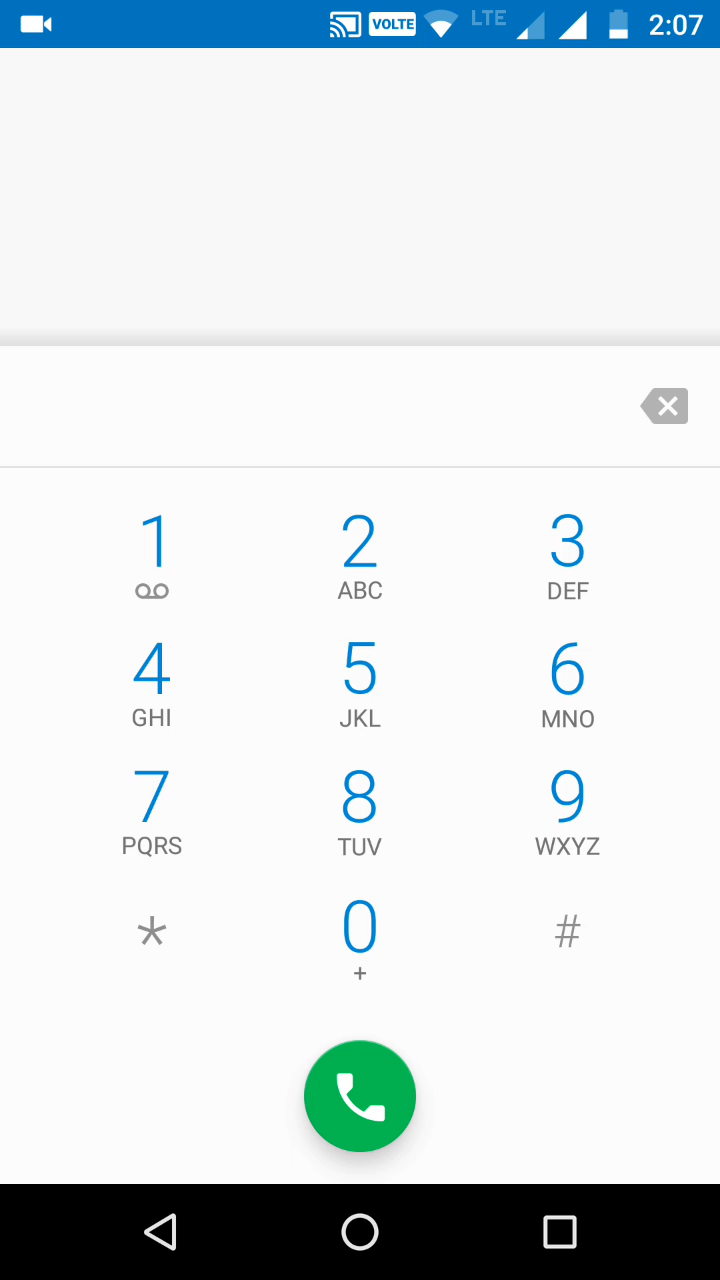 VOLTE LTE 2:07
1 2 3
ABC DEF
4 5 6
GHI JKL MNO
7 8 9
PQRS TUV WXYZ
* 0 #
+